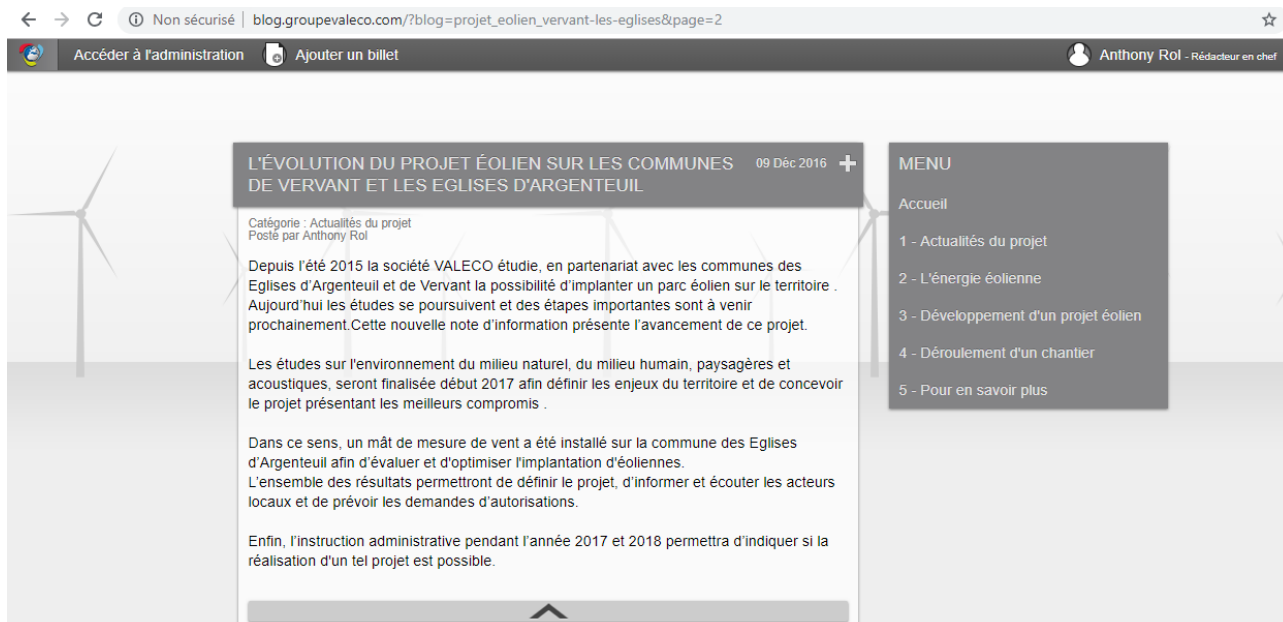 Non sécurisé | blog.groupevaleco.com/?blog=projet_eolien_vervant-les-eglises&page=2
Accéder à l'administration Ajouter un billet Anthony Rol - Rédacteur en chef
L'ÉVOLUTION DU PROJET ÉOLIEN SUR LES COMMUNES 09 Déc 2016
DE VERVANT ET LES EGLISES D'ARGENTEUIL
Catégorie : Actualités du projet
Posté par Anthony Rol
Depuis l'été 2015 la société VALECO étudie, en partenariat avec les communes des
Eglises d'Argenteuil et de Vervant la possibilité d'implanter un parc éolien sur le territoire .
Aujourd'hui les études se poursuivent et des étapes importantes sont à venir
prochainement.Cette nouvelle note d'information présente l'avancement de ce projet.
Les études sur l'environnement du milieu naturel, du milieu humain, paysagères et
acoustiques, seront finalisée début 2017 afin définir les enjeux du territoire et de concevoir
le projet présentant les meilleurs compromis .
Dans ce sens, un mât de mesure de vent a été installé sur la commune des Eglises
d'Argenteuil afin d'évaluer et d'optimiser l'implantation d'éoliennes.
L'ensemble des résultats permettront de définir le projet, d'informer et écouter les acteurs
locaux et de prévoir les demandes d'autorisations.
Enfin, l'instruction administrative pendant l'année 2017 et 2018 permettra d'indiquer si la
réalisation d'un tel projet est possible.
MENU
Accueil
1 - Actualités du projet
2 - L'énergie éolienne
3 - Développement d'un projet éolien
4 - Déroulement d'un chantier
5 - Pour en savoir plus